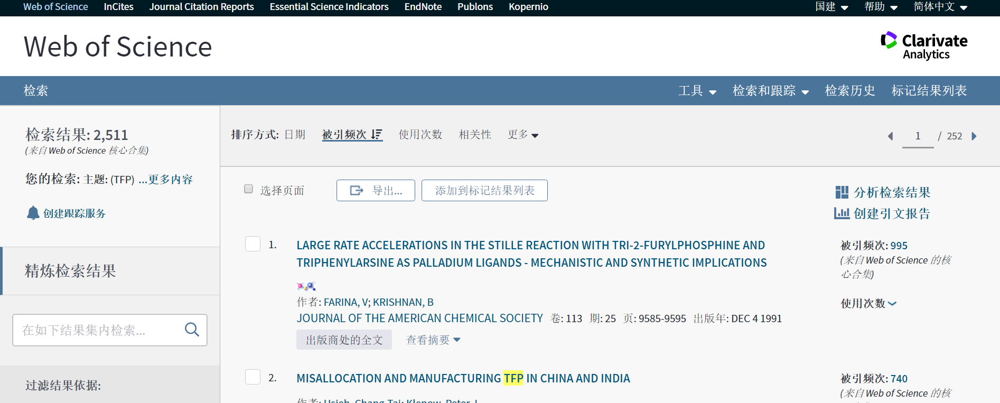 Web of Science InCites Journal Citation Reports Essential Science Indicators EndNote Publons Kopernio 国建 帮助 简体中文
Web of Science
Clarivate
Analytics
检索 工具 检索和跟踪 检索历史 标记结果列表
检索结果: 2,511
(来自 Web of Science 核心合集)
您的检索: 主题: (TFP) ...更多内容
创建跟踪服务
精炼检索结果
在如下结果集内检索...
过滤结果依据:
排序方式: 日期 被引频次 使用次数 相关性 更多
1 / 252
选择页面 导出... 添加到标记结果列表
分析检索结果
创建引文报告
1. LARGE RATE ACCELERATIONS IN THE STILLE REACTION WITH TRI-2-FURYLPHOSPHINE AND
TRIPHENYLARSINE AS PALLADIUM LIGANDS - MECHANISTIC AND SYNTHETIC IMPLICATIONS
作者: FARINA, V; KRISHNAN, B
JOURNAL OF THE AMERICAN CHEMICAL SOCIETY 卷: 113 期: 25 页: 9585-9595 出版年: DEC 4 1991
出版商处的全文 查看摘要
被引频次: 995
(来自 Web of Science 的核
心合集)
使用次数
2. MISALLOCATION AND MANUFACTURING TFP IN CHINA AND INDIA
作者: Hsieh, Chang-Tai; Klenow, Peter J.
被引频次: 740
(来自 Web of Science 的核